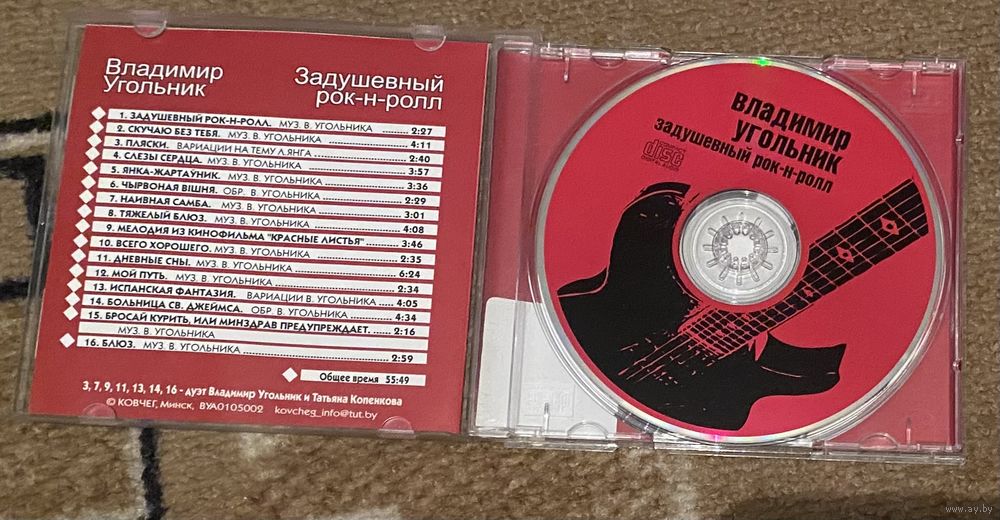 Владимир
Угольник
Задушевный
рок-н-ролл
1. ЗАДУШЕВНЫЙ РОК-Н-РОЛЛ. МУЗ. В. УГОЛЬНИКА 2:27
2. СКУЧАЮ БЕЗ ТЕБЯ. МУЗ. В. УГОЛЬНИКА 4:11
3. ПЛЯСКИ. ВАРИАЦИИ НА ТЕМУ Л.ЯНГА 2:40
4. СЛЕЗЫ СЕРДЦА. МУЗ. В. УГОЛЬНИКА 3:57
5. ЯНКА-ЖАРТАЎНИК. МУЗ. В. УГОЛЬНИКА 3:36
6. ЧЫРВОНАЯ ВІШНЯ. ОБР. В. УГОЛЬНИКА 2:29
7. НАИВНАЯ САМБА. МУЗ. В. УГОЛЬНИКА 3:01
8. ТЯЖЕЛЫЙ БЛЮЗ. МУЗ. В. УГОЛЬНИКА 4:08
9. МЕЛОДИЯ ИЗ КИНОФИЛЬМА "КРАСНЫЕ ЛИСТЬЯ" 3:46
10. ВСЕГО ХОРОШЕГО. МУЗ. В. УГОЛЬНИКА 2:35
11. ДНЕВНЫЕ СНЫ. МУЗ. В. УГОЛЬНИКА 6:24
12. МОЙ ПУТЬ. МУЗ. В. УГОЛЬНИКА 2:34
13. ИСПАНСКАЯ ФАНТАЗИЯ. ВАРИАЦИИ В. УГОЛЬНИКА 4:05
14. БОЛЬНИЦА СВ. ДЖЕЙМСА. ОБР. В. УГОЛЬНИКА 4:34
15. БРОСАЙ КУРИТЬ, ИЛИ МИНЗДРАВ ПРЕДУПРЕЖДАЕТ. 2:16
МУЗ. В. УГОЛЬНИКА
16. БЛЮЗ. МУЗ. В. УГОЛЬНИКА 2:59
Общее время 55:49
3, 7, 9, 11, 13, 14, 16 - дуэт Владимир Угольник и Татьяна Копенкова
© КОВЧЕГ, Минск, BYA0105002 kovcheg_info@tut.by
владимир
угольник
задушевный рок-н-ролл
COMPACT
disc
DIGITAL AUDIO
www.ay.by